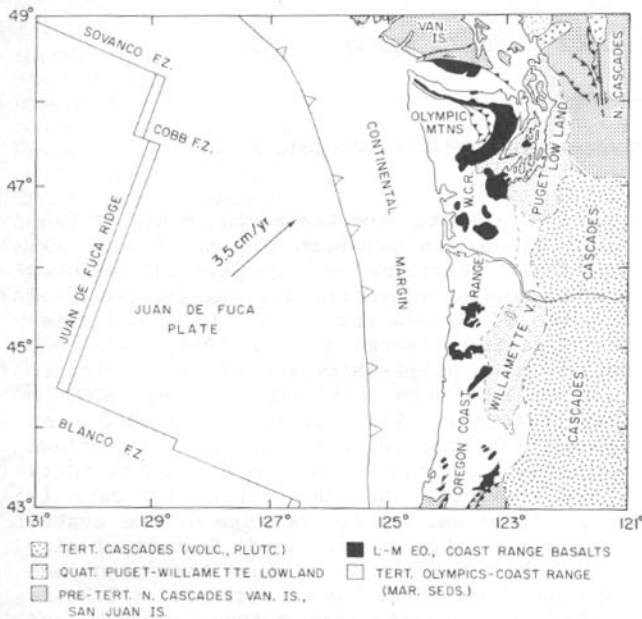 49°
47°
45°
43°
131°
129°
127°
125°
123°
121°
SOVANCO FZ.
COBB F.Z.
JUAN DE FUCA RIDGE
BLANCO FZ.
3.5 cm/yr
JUAN DE FUCA
PLATE
CONTINENTAL
MARGIN
VAN.
IS.
OLYMPIC
MTNS
W.C.R.
PUGET LOW LAND
N. CASCADES
CASCADES
OREGON COAST RANGE
WILLAMETTE V.
CASCADES
TERT. CASCADES (VOLC., PLUTC.)
QUAT. PUGET-WILLAMETTE LOWLAND
PRE-TERT. N. CASCADES VAN. IS.,
SAN JUAN IS.
L-M EO., COAST RANGE BASALTS
TERT. OLYMPICS-COAST RANGE
(MAR. SEDS.)